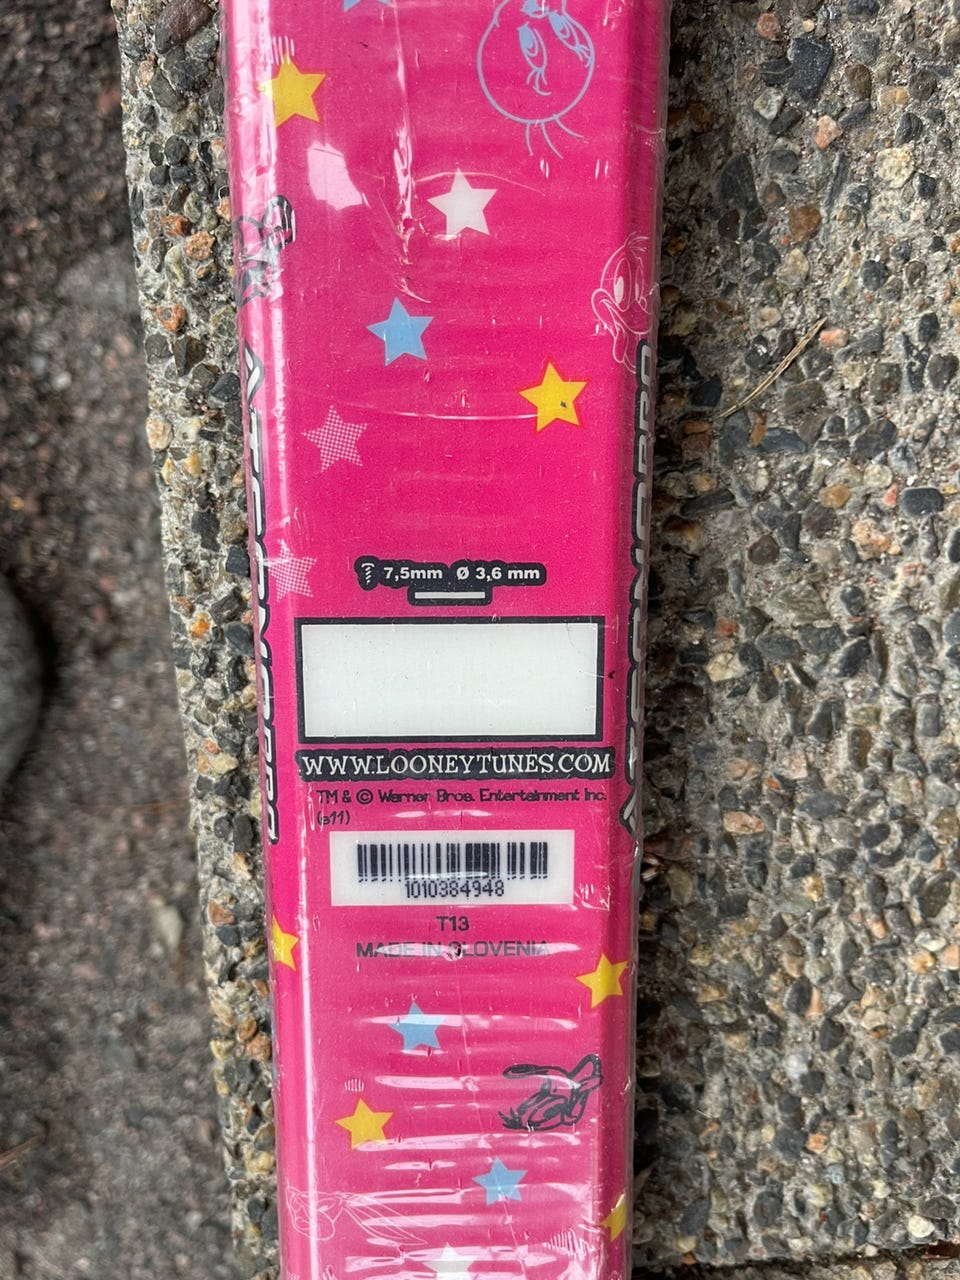 7,5mm Ø 3,6 mm
WWW.LOONEYTUNES.COM
TM & © Warner Bros. Entertainment Inc.
(s11)
1010384948
T13
MADE IN SLOVENIA